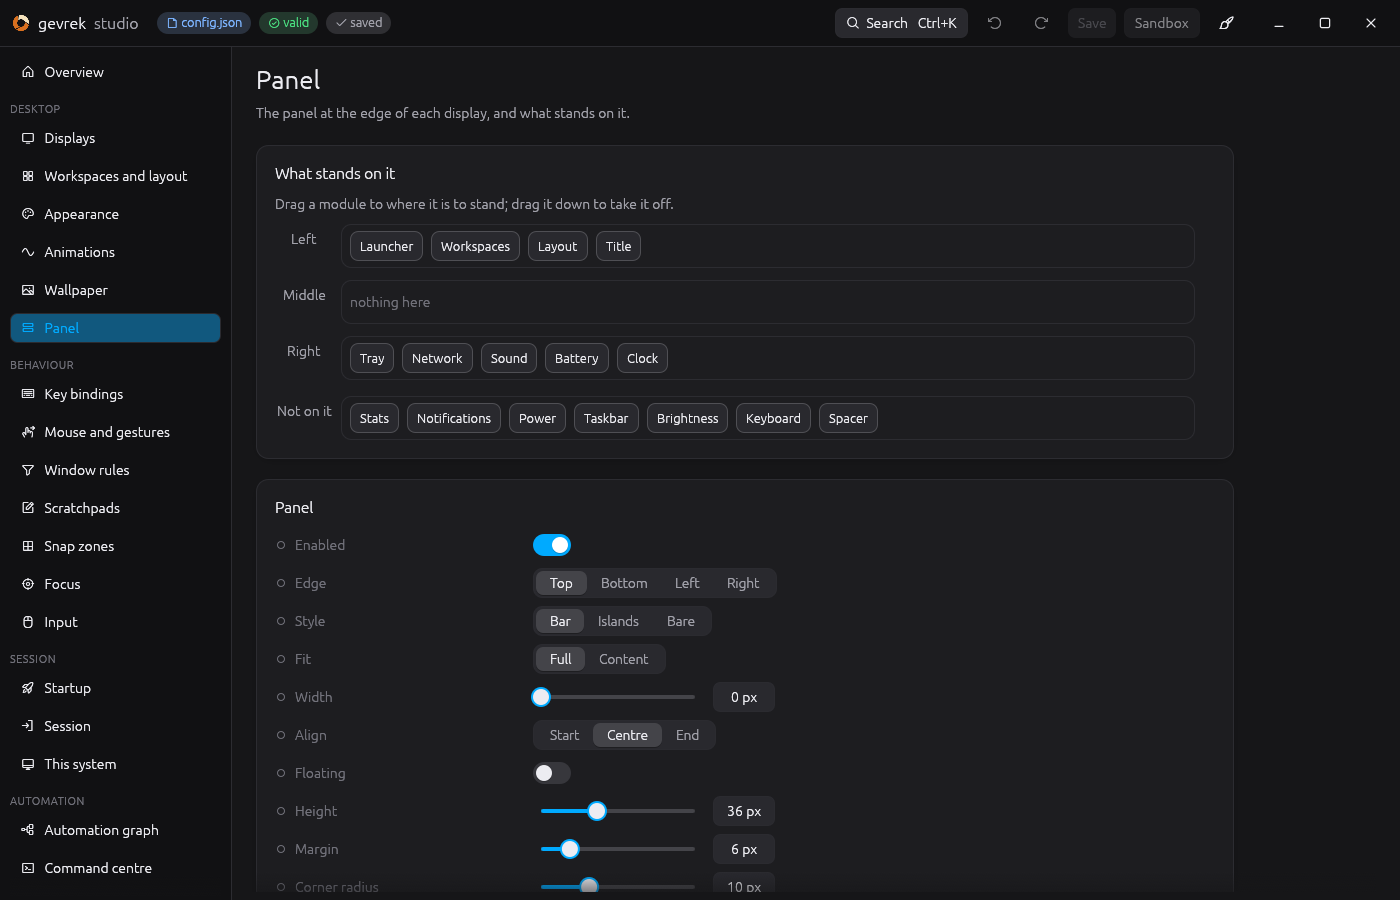 gevrek studio config.json valid saved Search Ctrl+K Save Sandbox
Overview
DESKTOP
Displays
Workspaces and layout
Appearance
Animations
Wallpaper
Panel
BEHAVIOUR
Key bindings
Mouse and gestures
Window rules
Scratchpads
Snap zones
Focus
Input
SESSION
Startup
Session
This system
AUTOMATION
Automation graph
Command centre
Panel
The panel at the edge of each display, and what stands on it.
What stands on it
Drag a module to where it is to stand; drag it down to take it off.
Left Launcher Workspaces Layout Title
Middle nothing here
Right Tray Network Sound Battery Clock
Not on it Stats Notifications Power Taskbar Brightness Keyboard Spacer
Panel
Enabled
Edge Top Bottom Left Right
Style Bar Islands Bare
Fit Full Content
Width 0 px
Align Start Centre End
Floating
Height 36 px
Margin 6 px
Corner radius 10 px